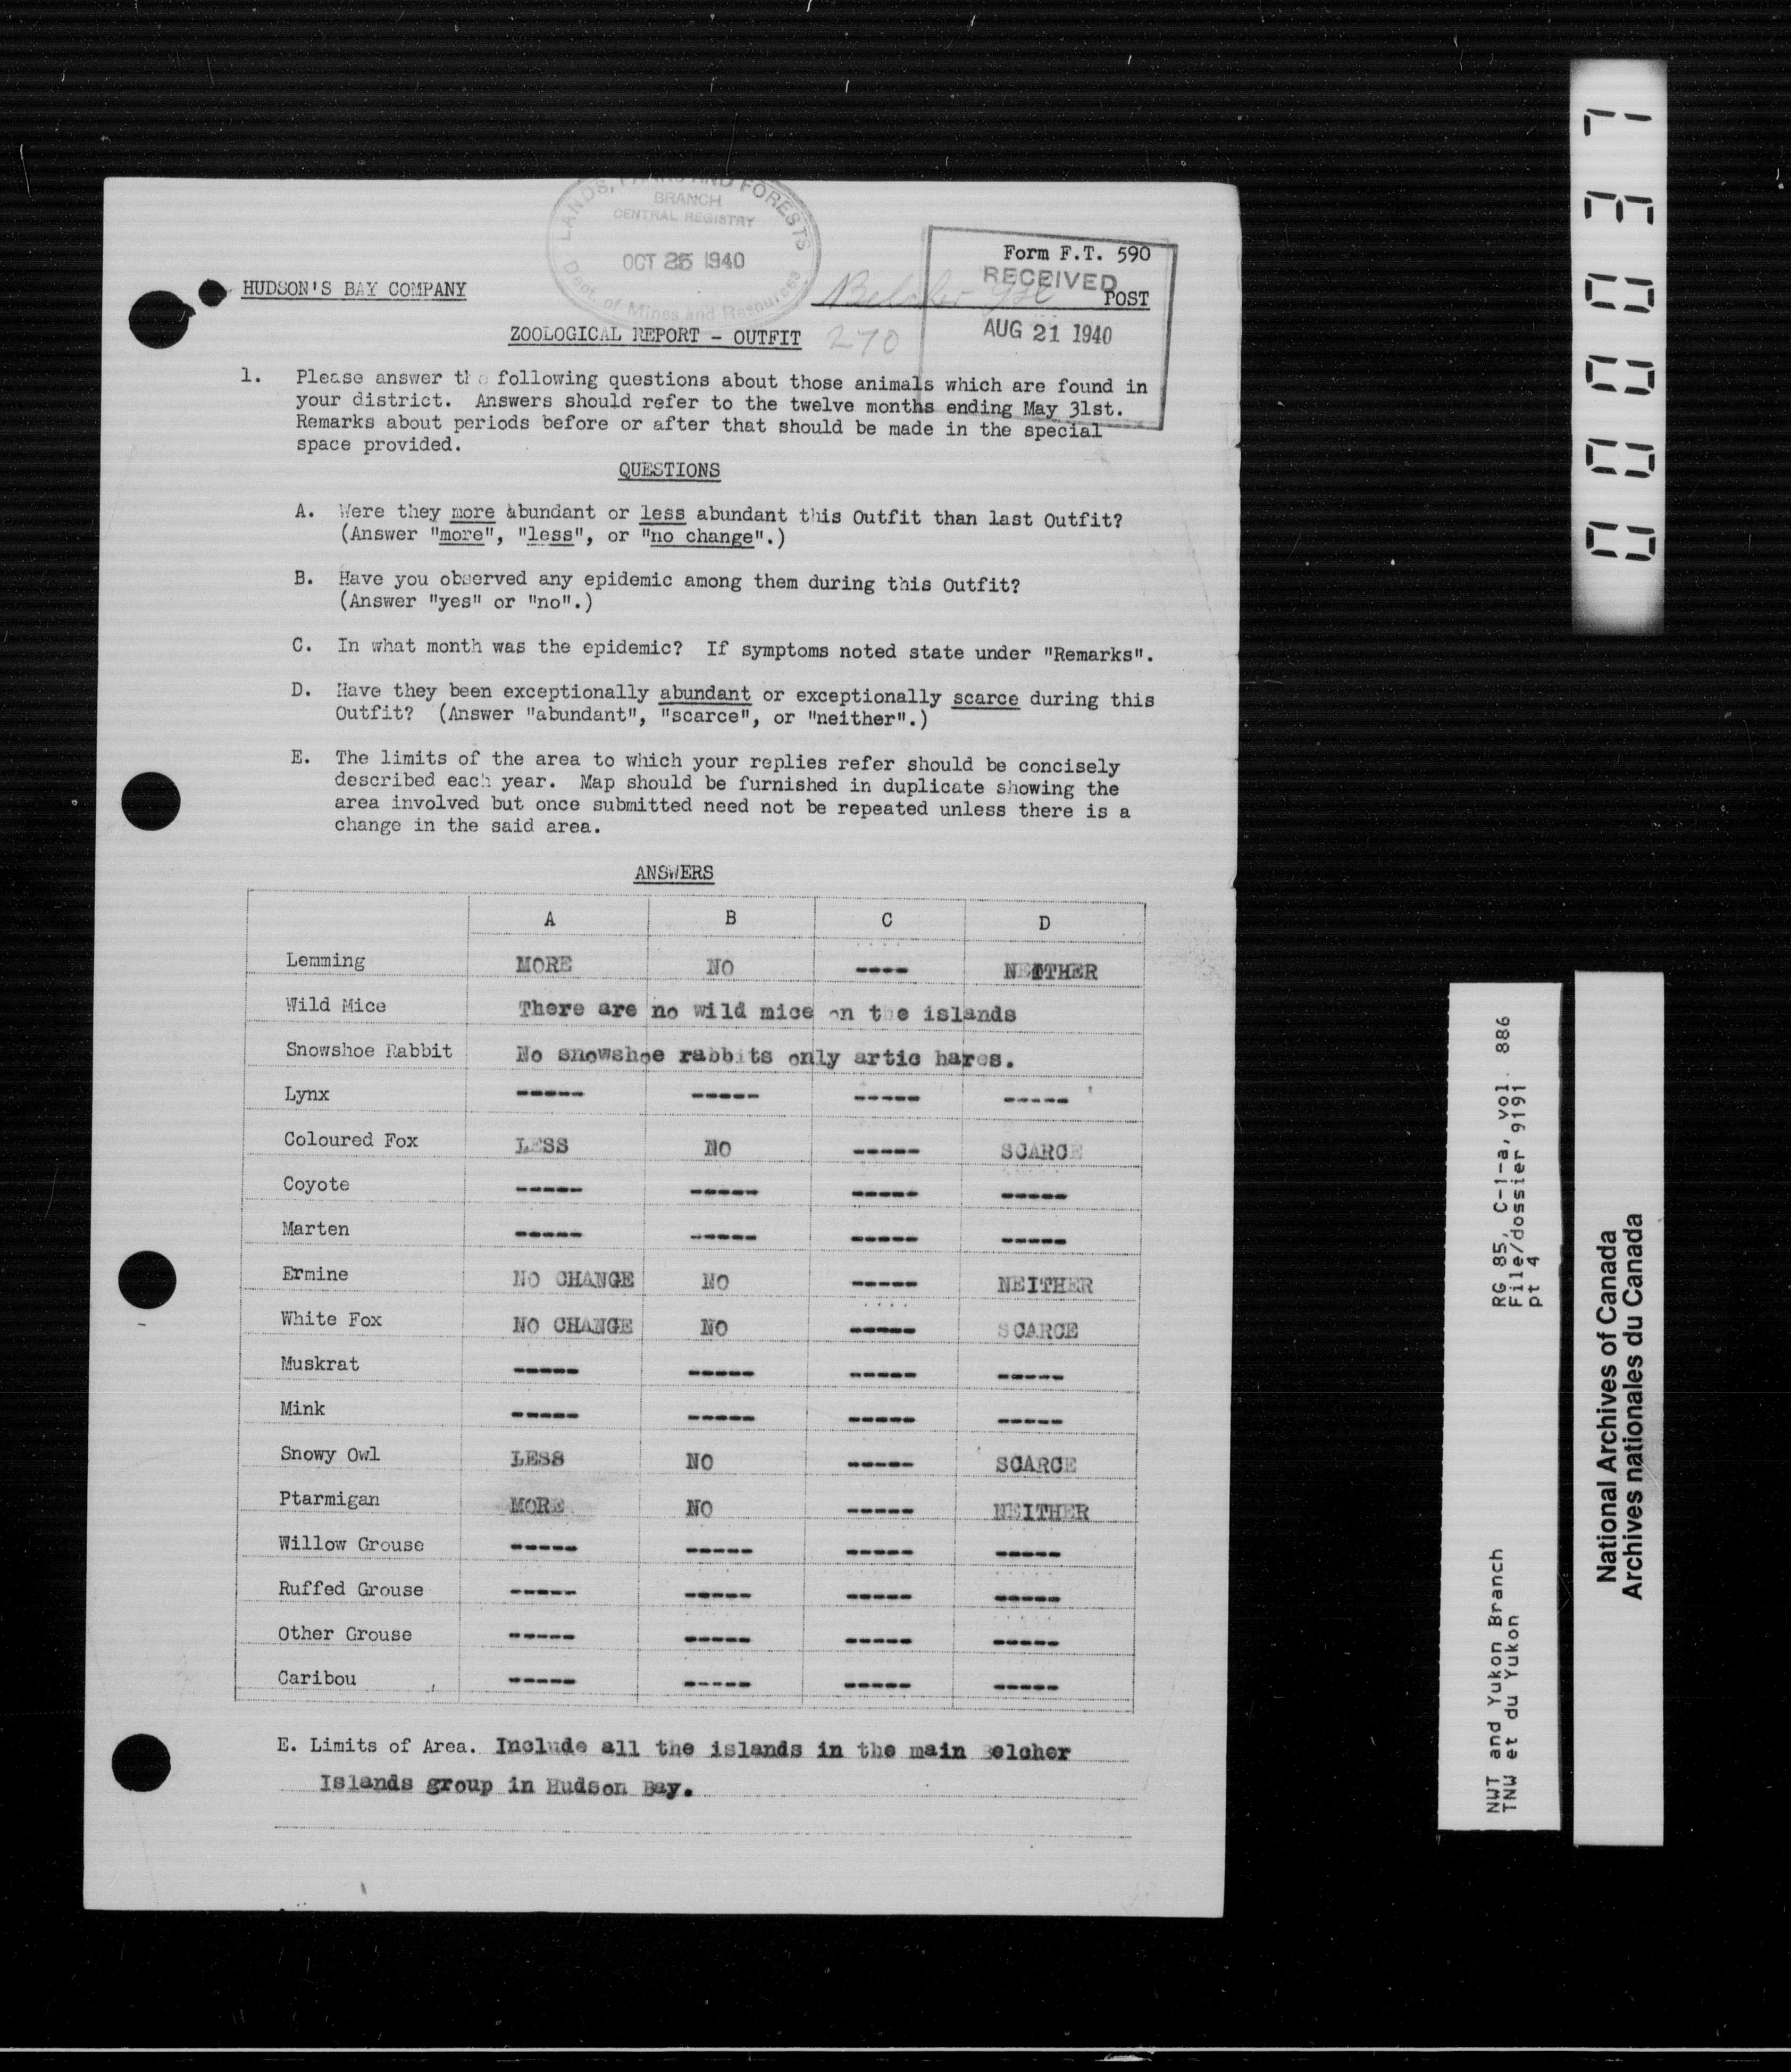 LANDS, PARKS AND FORESTS
BRANCH
CENTRAL REGISTRY
OCT 25 1940
Dept. of Mines and Resources
Form F.T. 590
RECEIVED
AUG 21 1940
HUDSON'S BAY COMPANY
Belcher POST
ZOOLOGICAL REPORT - OUTFIT 270
1. Please answer the following questions about those animals which are found in
your district. Answers should refer to the twelve months ending May 31st.
Remarks about periods before or after that should be made in the special
space provided.
QUESTIONS
A. Were they more abundant or less abundant this Outfit than last Outfit?
(Answer "more", "less", or "no change".)
B. Have you observed any epidemic among them during this Outfit?
(Answer "yes" or "no".)
C. In what month was the epidemic? If symptoms noted state under "Remarks".
D. Have they been exceptionally abundant or exceptionally scarce during this
Outfit? (Answer "abundant", "scarce", or "neither".)
E. The limits of the area to which your replies refer should be concisely
described each year. Map should be furnished in duplicate showing the
area involved but once submitted need not be repeated unless there is a
change in the said area.
ANSWERS
A B C D
Lemming MORE NO ---- NEITHER
Wild Mice There are no wild mice on the islands
Snowshoe Rabbit No snowshoe rabbits only artic hares.
Lynx ----- ----- ----- -----
Coloured Fox LESS NO ----- SCARCE
Coyote ----- ----- ----- -----
Marten ----- ----- ----- -----
Ermine NO CHANGE NO ----- NEITHER
White Fox NO CHANGE NO ----- SCARCE
Muskrat ----- ----- ----- -----
Mink ----- ----- ----- -----
Snowy Owl LESS NO ----- SCARCE
Ptarmigan MORE NO ----- NEITHER
Willow Grouse ----- ----- ----- -----
Ruffed Grouse ----- ----- ----- -----
Other Grouse ----- ----- ----- -----
Caribou ----- ----- ----- -----
E. Limits of Area. Include all the islands in the main Belcher
Islands group in Hudson Bay.
000037
RG 85, C-1-a, vol. 886
File/dossier 9191
pt 4
NWT and Yukon Branch
TNW et du Yukon
National Archives of Canada
Archives nationales du Canada